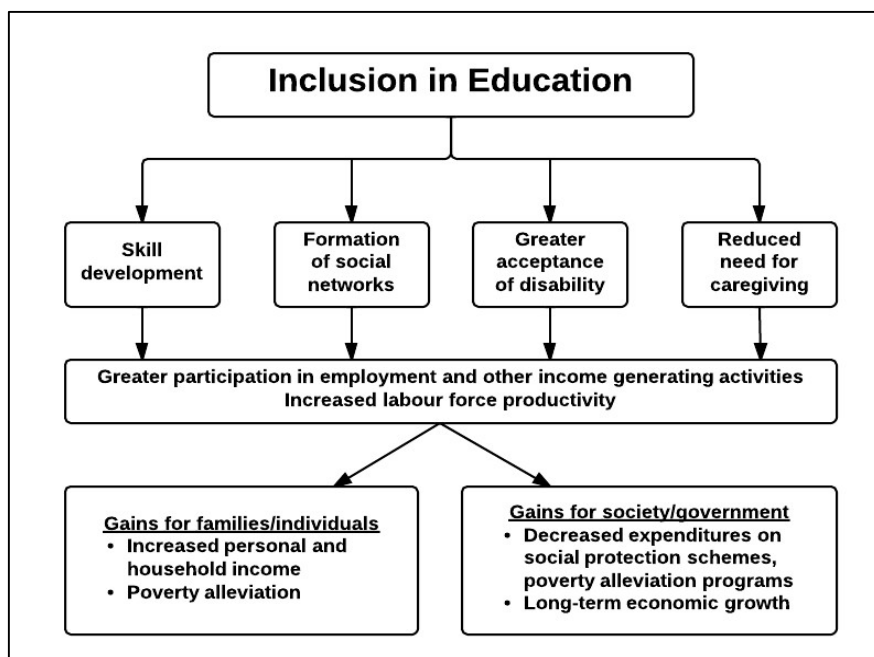 Inclusion in Education
Skill
development
Formation
of social
networks
Greater
acceptance
of disability
Reduced
need for
caregiving
Greater participation in employment and other income generating activities
Increased labour force productivity
Gains for families/individuals
• Increased personal and
household income
• Poverty alleviation
Gains for society/government
• Decreased expenditures on
social protection schemes,
poverty alleviation programs
• Long-term economic growth